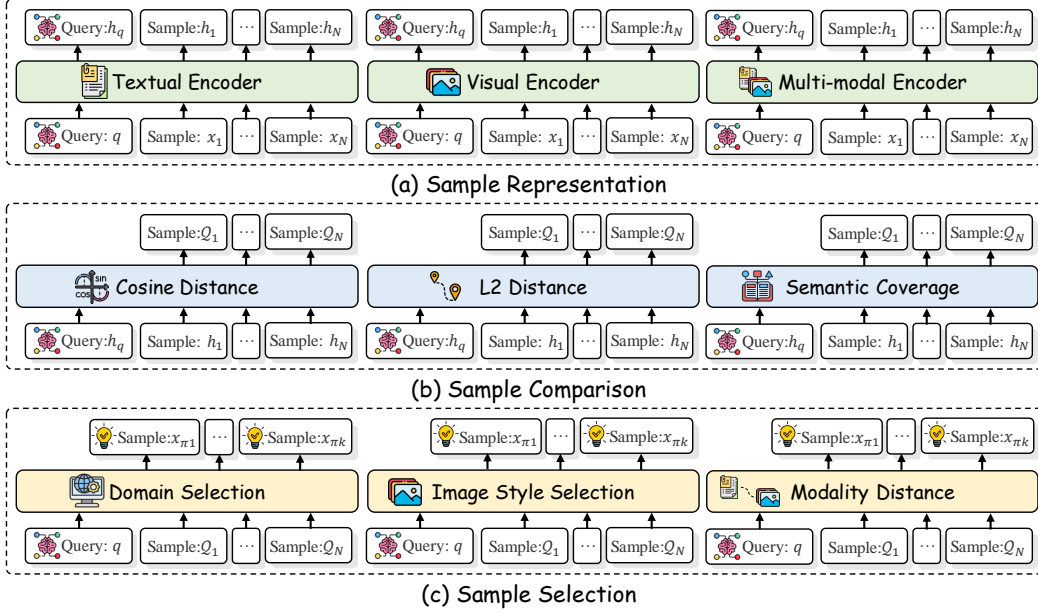 Query:h_q Sample:h_1 ... Sample:h_N Query:h_q Sample:h_1 ... Sample:h_N Query:h_q Sample:h_1 ... Sample:h_N
Textual Encoder Visual Encoder Multi-modal Encoder
Query: q Sample: x_1 ... Sample: x_N Query: q Sample: x_1 ... Sample: x_N Query: q Sample: x_1 ... Sample: x_N
(a) Sample Representation
Sample:Q_1 ... Sample:Q_N Sample:Q_1 ... Sample:Q_N Sample:Q_1 ... Sample:Q_N
sin cos Cosine Distance L2 Distance Semantic Coverage
Query:h_q Sample: h_1 ... Sample: h_N Query:h_q Sample: h_1 ... Sample: h_N Query:h_q Sample: h_1 ... Sample: h_N
(b) Sample Comparison
Sample:x_π1 ... Sample:x_πk Sample:x_π1 ... Sample:x_πk Sample:x_π1 ... Sample:x_πk
Domain Selection Image Style Selection Modality Distance
Query: q Sample:Q_1 ... Sample:Q_N Query: q Sample:Q_1 ... Sample:Q_N Query: q Sample:Q_1 ... Sample:Q_N
(c) Sample Selection